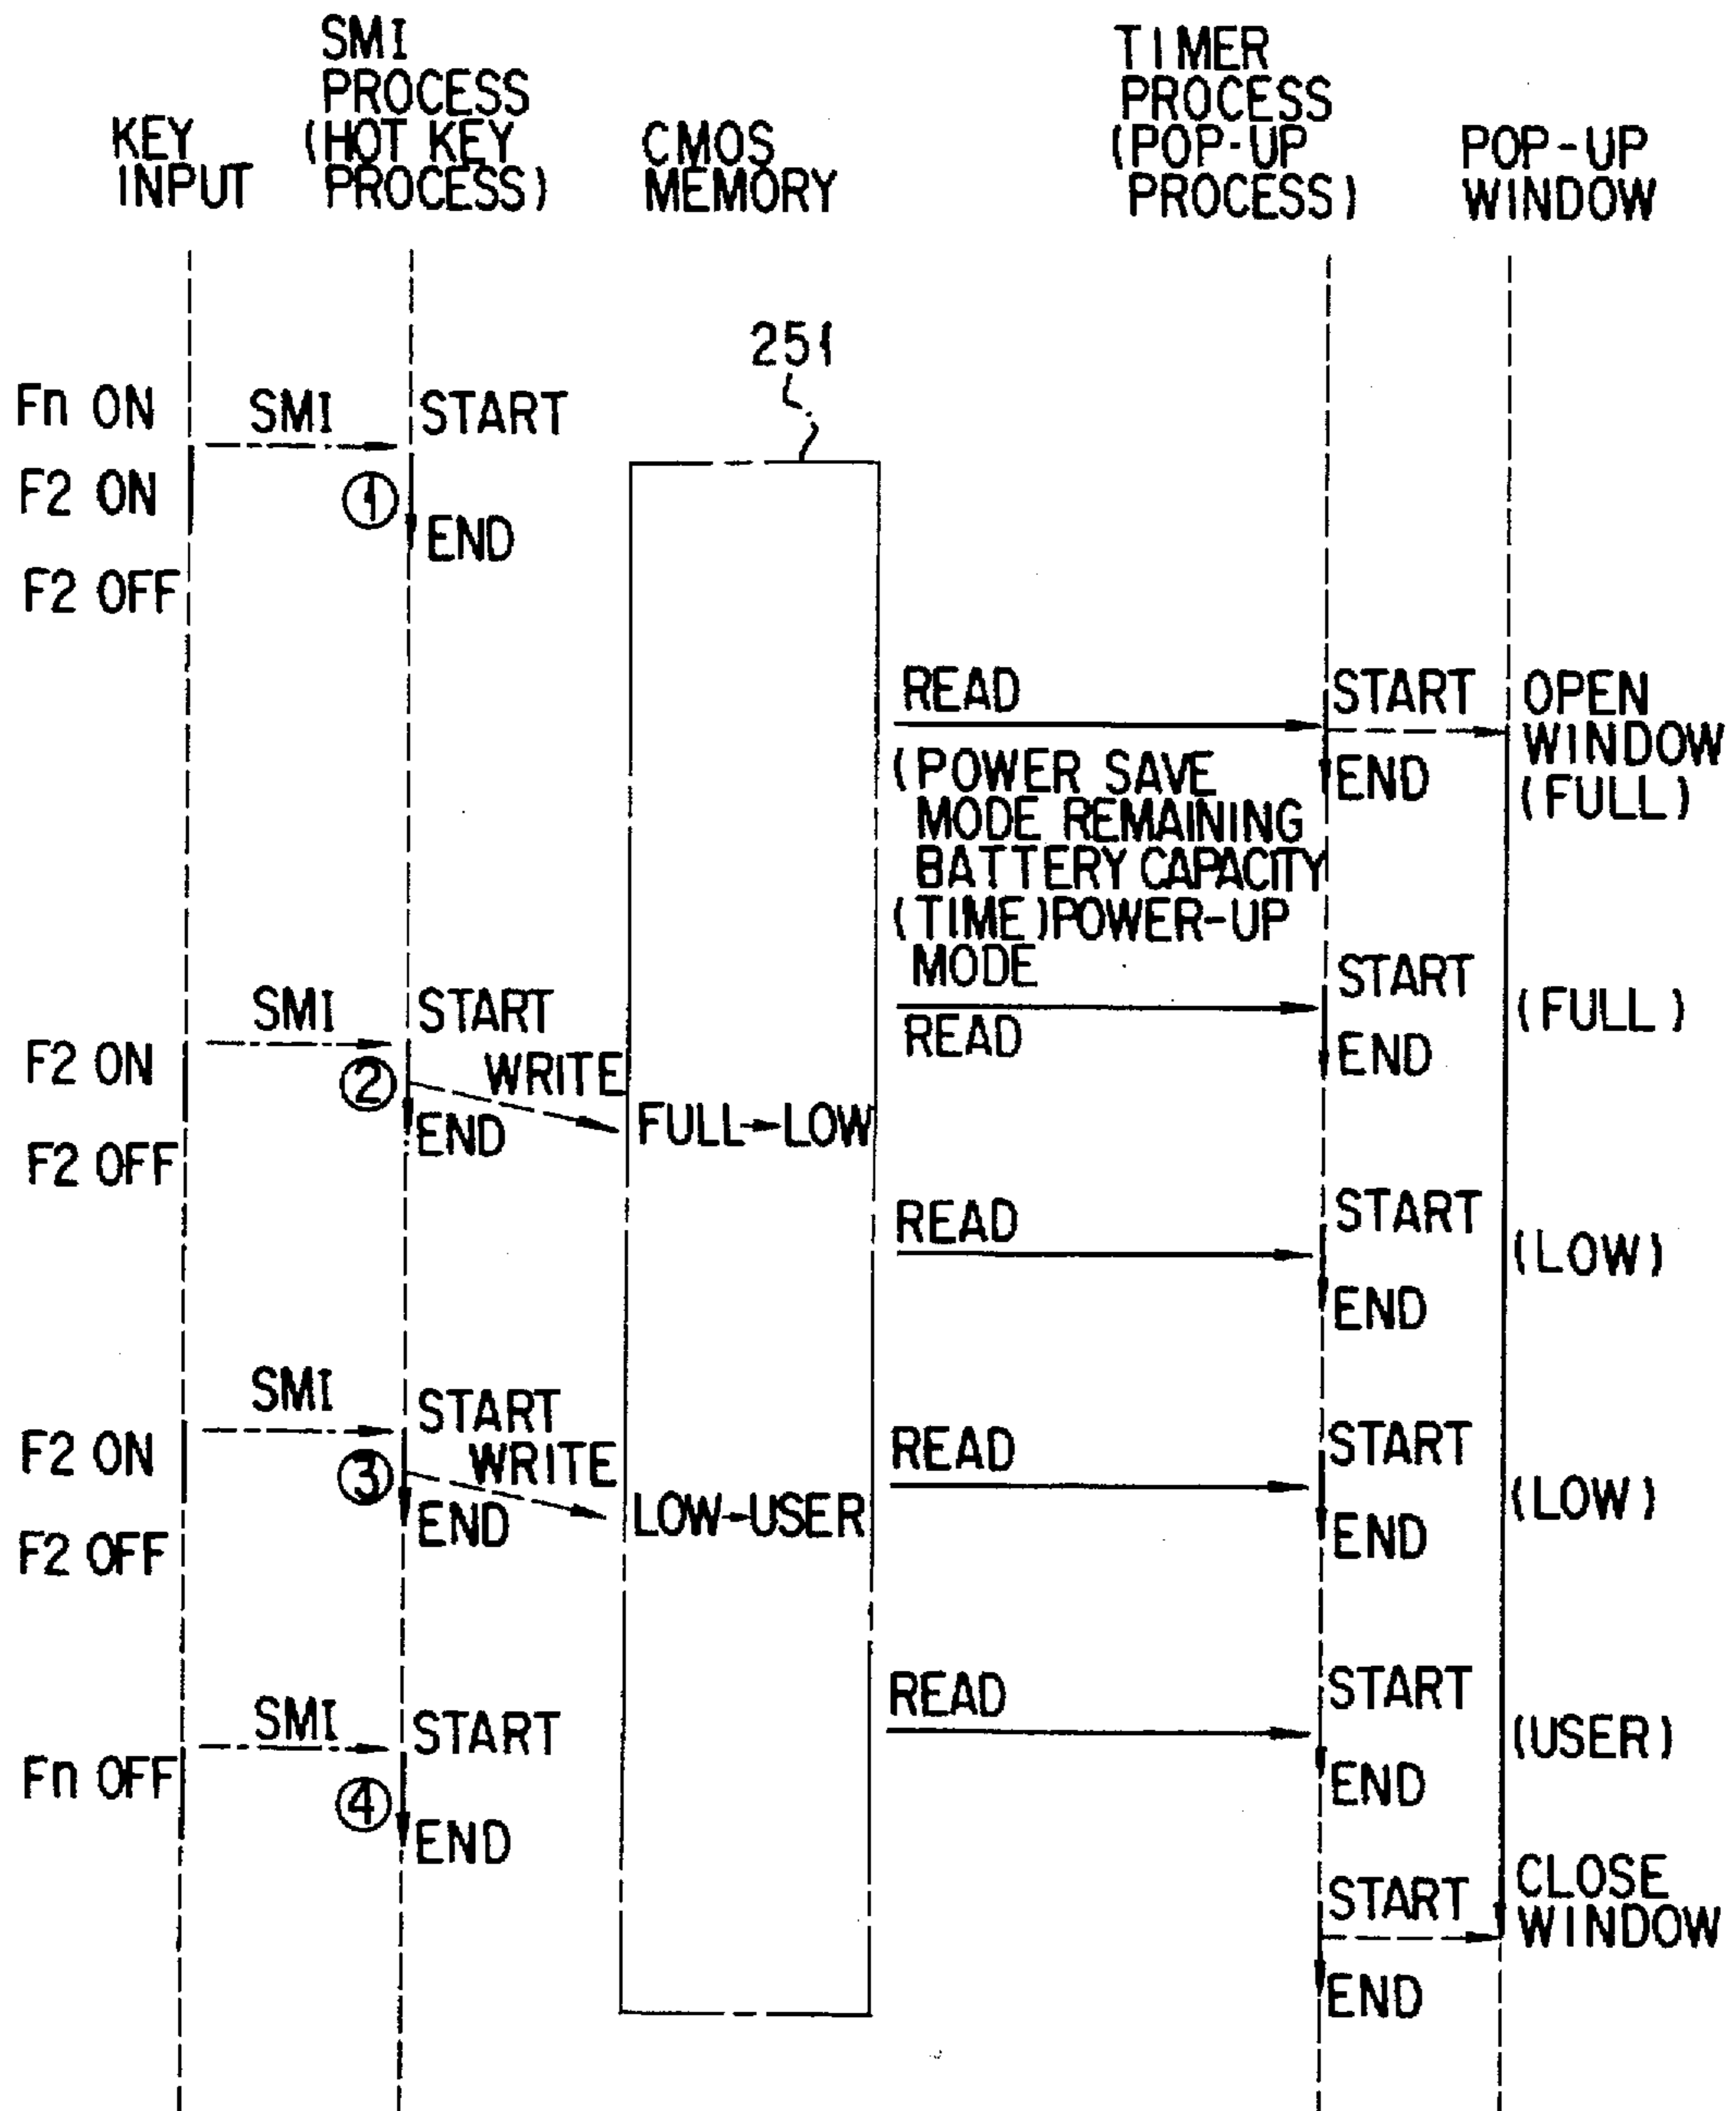 KEY
INPUT
SMI
PROCESS
(HOT KEY
PROCESS)
CMOS
MEMORY
TIMER
PROCESS
(POP-UP
PROCESS)
POP-UP
WINDOW
251
Fn ON
SMI
START
F2 ON
①
END
F2 OFF
READ
START
OPEN
WINDOW
(FULL)
END
(POWER SAVE
MODE REMAINING
BATTERY CAPACITY
(TIME)POWER-UP
MODE
SMI
START
READ
START
(FULL)
END
F2 ON
②
WRITE
END
FULL→LOW
F2 OFF
READ
START
(LOW)
END
SMI
START
F2 ON
③
WRITE
END
LOW→USER
READ
START
(LOW)
END
F2 OFF
SMI
START
READ
START
(USER)
END
Fn OFF
④
END
START
CLOSE
WINDOW
END